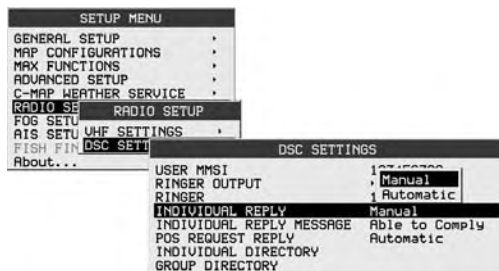 SETUP MENU
GENERAL SETUP
MAP CONFIGURATIONS
MAX FUNCTIONS
ADVANCED SETUP
C-MAP WEATHER SERVICE
RADIO SE
FOG SETU
AIS SETU
FISH FIN
About...
RADIO SETUP
VHF SETTINGS
DSC SETT
DSC SETTINGS
USER MMSI
RINGER OUTPUT
RINGER 1
Manual
Automatic
INDIVIDUAL REPLY Manual
INDIVIDUAL REPLY MESSAGE Able to Comply
POS REQUEST REPLY Automatic
INDIVIDUAL DIRECTORY
GROUP DIRECTORY